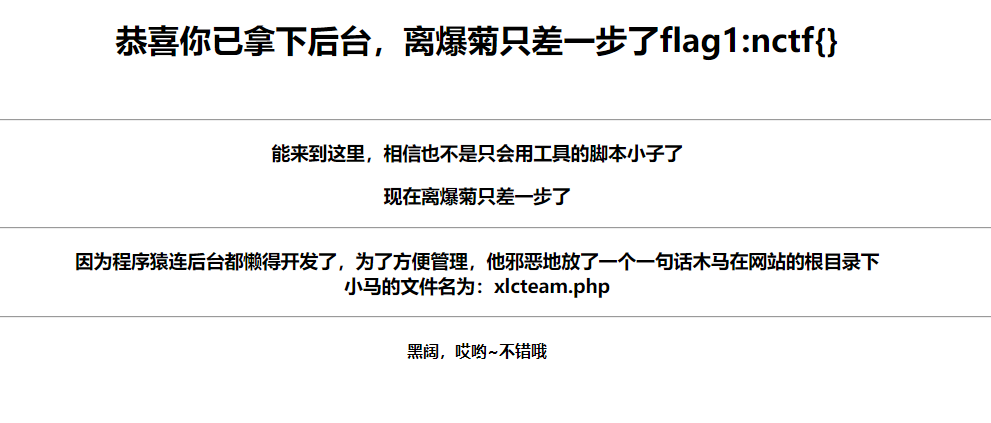 恭喜你已拿下后台，离爆菊只差一步了flag1:nctf{}
能来到这里，相信也不是只会用工具的脚本小子了
现在离爆菊只差一步了
因为程序猿连后台都懒得开发了，为了方便管理，他邪恶地放了一个一句话木马在网站的根目录下
小马的文件名为：xlcteam.php
黑阔，哎哟~不错哦